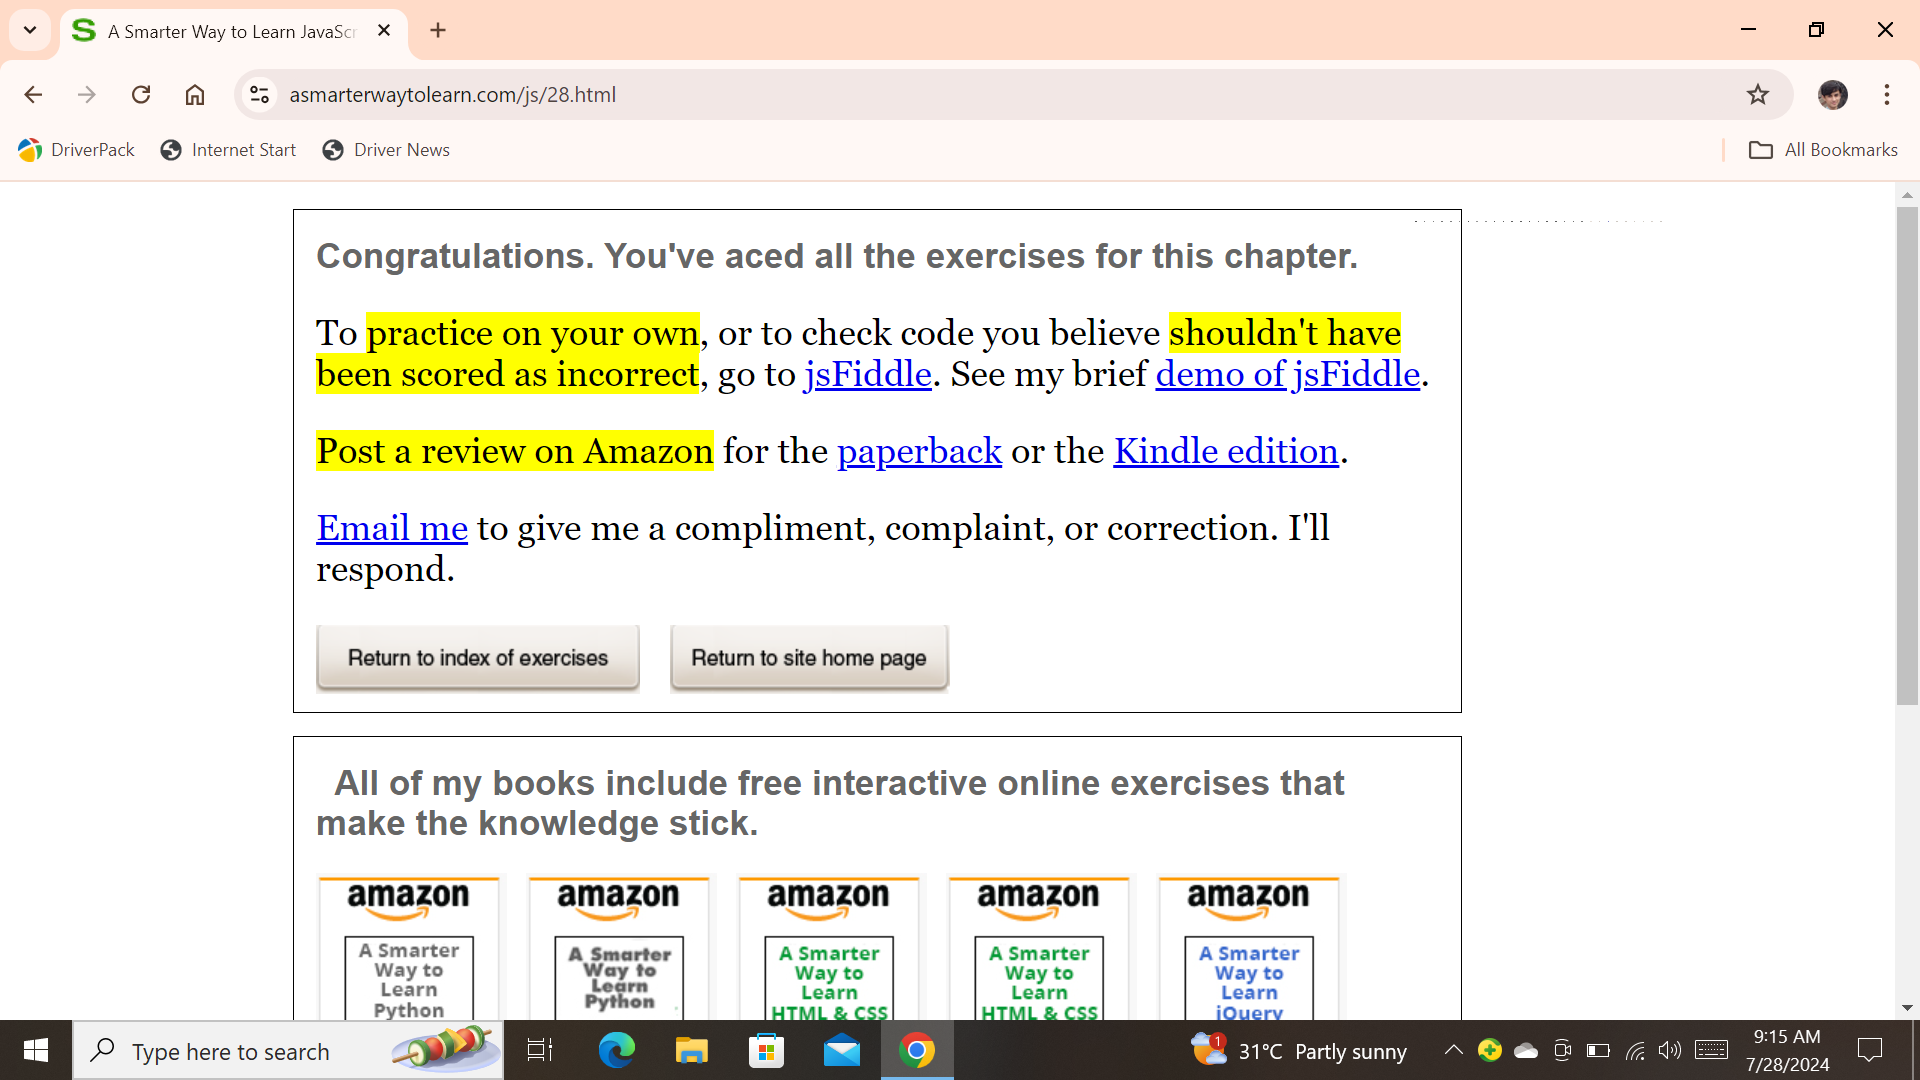 A Smarter Way to Learn JavaScr
asmarterwaytolearn.com/js/28.html
DriverPack Internet Start Driver News All Bookmarks
Congratulations. You've aced all the exercises for this chapter.
To practice on your own, or to check code you believe shouldn't have
been scored as incorrect, go to jsFiddle. See my brief demo of jsFiddle.
Post a review on Amazon for the paperback or the Kindle edition.
Email me to give me a compliment, complaint, or correction. I'll
respond.
Return to index of exercises Return to site home page
All of my books include free interactive online exercises that
make the knowledge stick.
amazon amazon amazon amazon amazon
A Smarter A Smarter A Smarter A Smarter A Smarter
Way to Way to Way to Way to Way to
Learn Learn Learn Learn Learn
Python Python HTML & CSS HTML & CSS jQuery
Type here to search 1 31°C Partly sunny 9:15 AM
7/28/2024